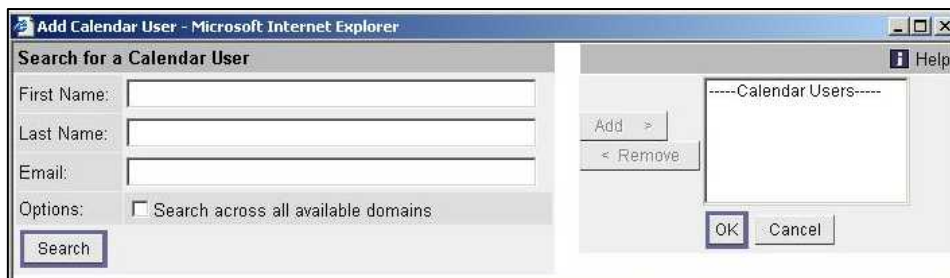 Add Calendar User - Microsoft Internet Explorer
Search for a Calendar User
First Name:
Last Name:
Email:
Options: Search across all available domains
Search
i Help
-----Calendar Users-----
Add >
< Remove
OK Cancel